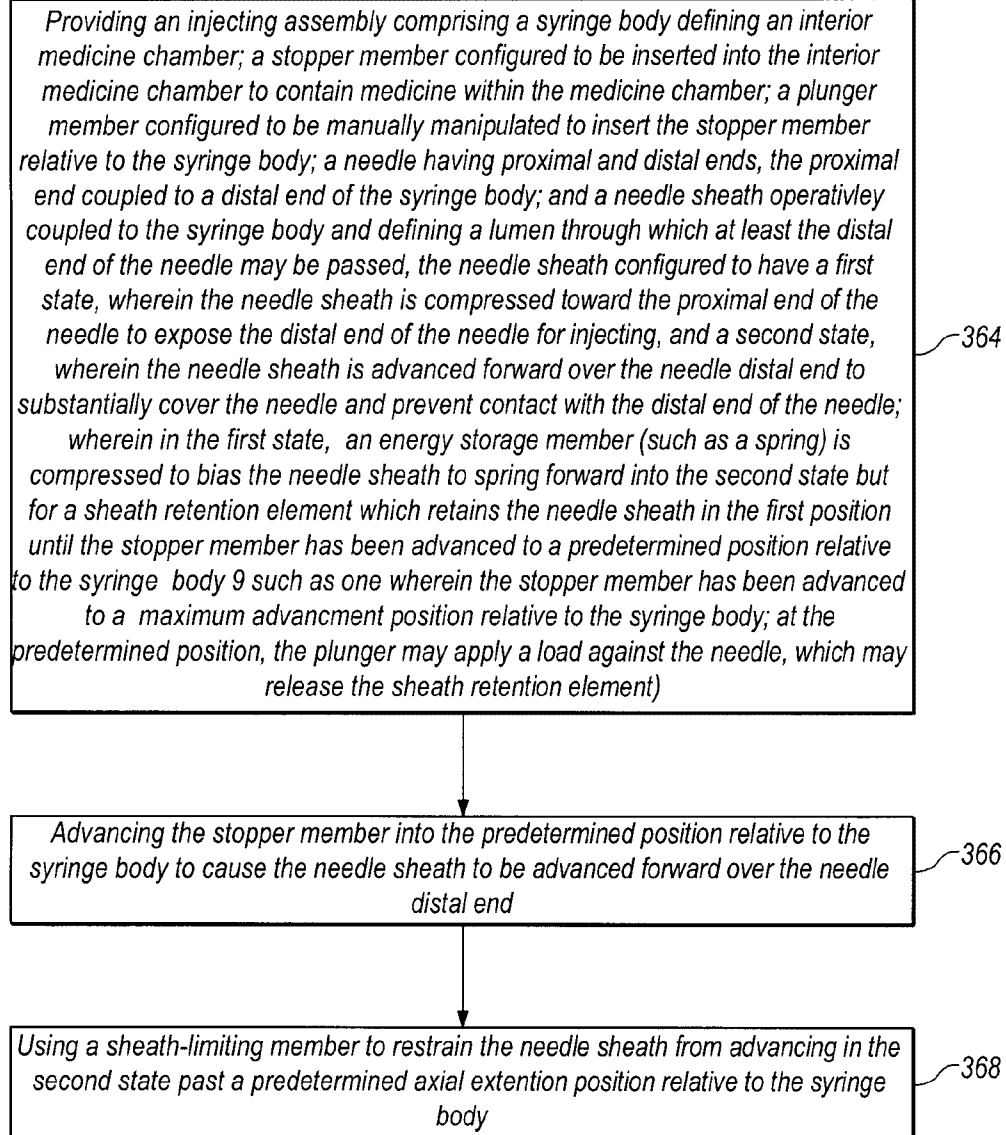 Providing an injecting assembly comprising a syringe body defining an interior
medicine chamber; a stopper member configured to be inserted into the interior
medicine chamber to contain medicine within the medicine chamber; a plunger
member configured to be manually manipulated to insert the stopper member
relative to the syringe body; a needle having proximal and distal ends, the proximal
end coupled to a distal end of the syringe body; and a needle sheath operativley
coupled to the syringe body and defining a lumen through which at least the distal
end of the needle may be passed, the needle sheath configured to have a first
state, wherein the needle sheath is compressed toward the proximal end of the
needle to expose the distal end of the needle for injecting, and a second state,
wherein the needle sheath is advanced forward over the needle distal end to
substantially cover the needle and prevent contact with the distal end of the needle;
wherein in the first state, an energy storage member (such as a spring) is
compressed to bias the needle sheath to spring forward into the second state but
for a sheath retention element which retains the needle sheath in the first position
until the stopper member has been advanced to a predetermined position relative
to the syringe body 9 such as one wherein the stopper member has been advanced
to a maximum advancment position relative to the syringe body; at the
predetermined position, the plunger may apply a load against the needle, which may
release the sheath retention element)
364
Advancing the stopper member into the predetermined position relative to the
syringe body to cause the needle sheath to be advanced forward over the needle
distal end
366
Using a sheath-limiting member to restrain the needle sheath from advancing in the
second state past a predetermined axial extention position relative to the syringe
body
368